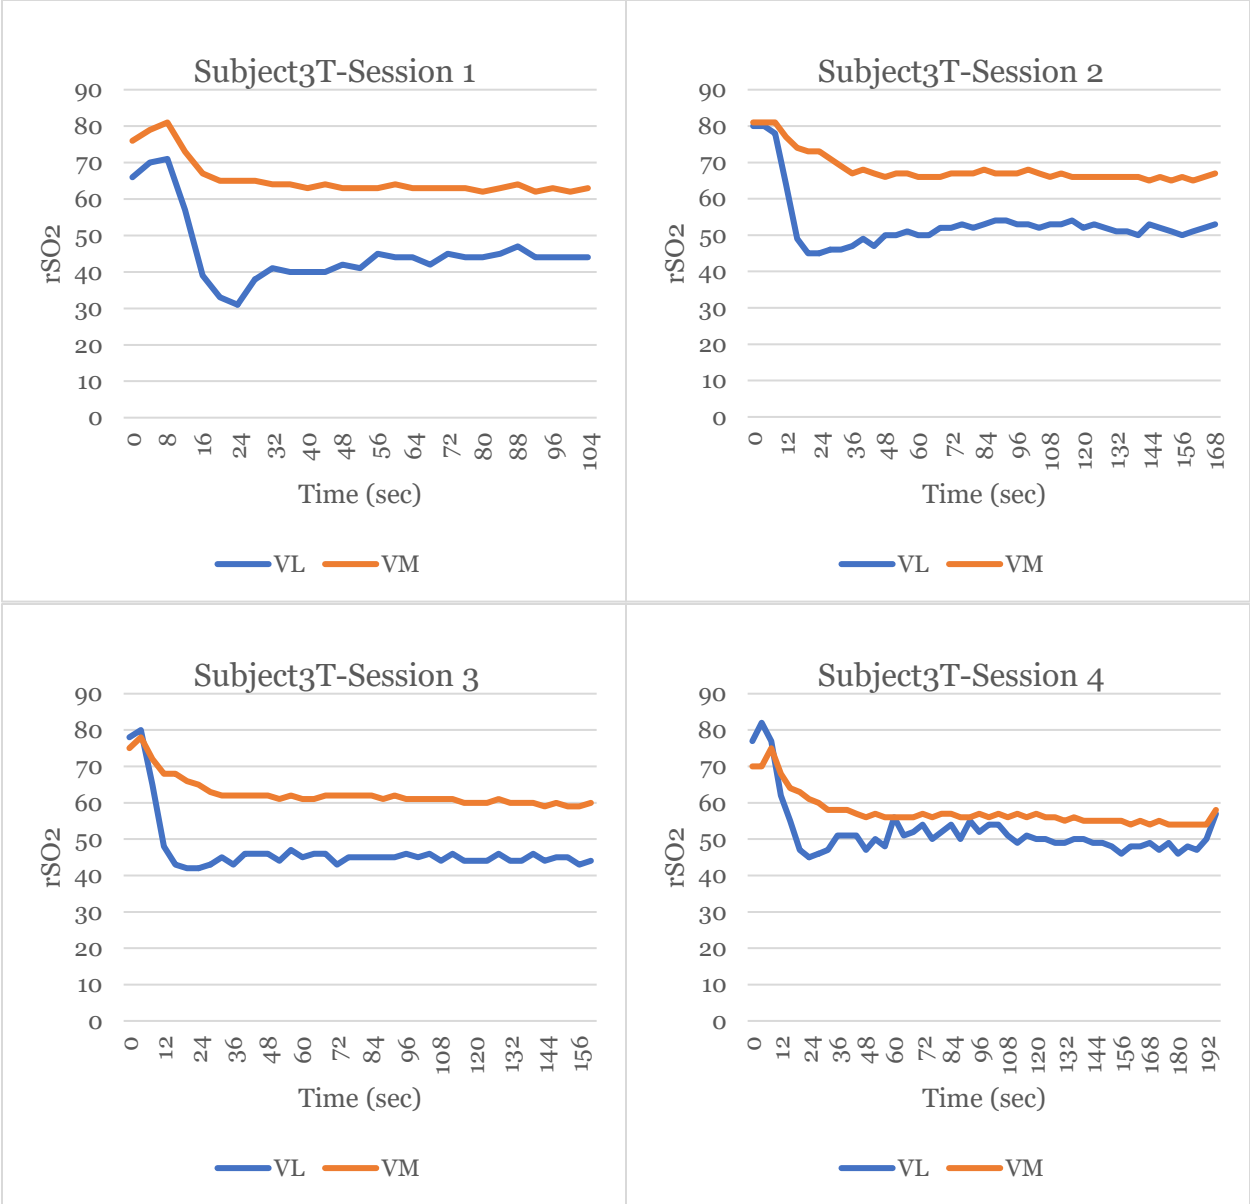 Subject3T-Session 1
90
80
70
60
50
40
30
20
10
0
rSO2
0 8 16 24 32 40 48 56 64 72 80 88 96 104
Time (sec)
VL VM
Subject3T-Session 2
90
80
70
60
50
40
30
20
10
0
rSO2
0 12 24 36 48 60 72 84 96 108 120 132 144 156 168
Time (sec)
VL VM
Subject3T-Session 3
90
80
70
60
50
40
30
20
10
0
rSO2
0 12 24 36 48 60 72 84 96 108 120 132 144 156
Time (sec)
VL VM
Subject3T-Session 4
90
80
70
60
50
40
30
20
10
0
rSO2
0 12 24 36 48 60 72 84 96 108 120 132 144 156 168 180 192
Time (sec)
VL VM